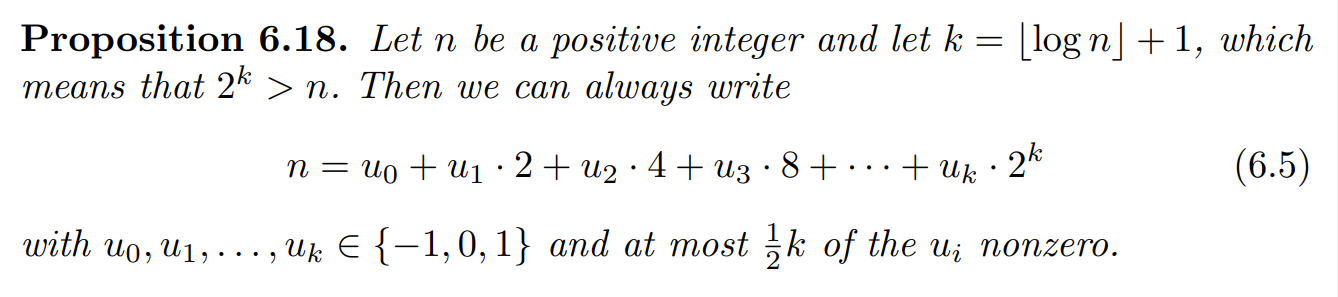 Proposition 6.18. Let n be a positive integer and let k = ⌊log n⌋ + 1, which
means that 2^k > n. Then we can always write
n = u_0 + u_1 · 2 + u_2 · 4 + u_3 · 8 + · · · + u_k · 2^k (6.5)
with u_0, u_1, . . . , u_k ∈ {−1, 0, 1} and at most 1/2 k of the u_i nonzero.